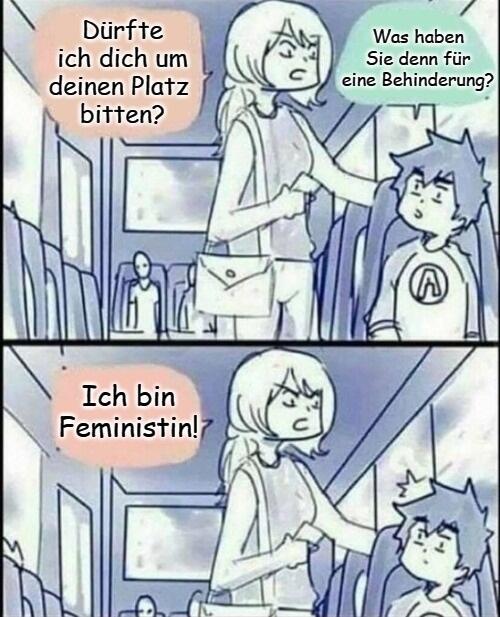 Dürfte
ich dich um
deinen Platz
bitten?
Was haben
Sie denn für
eine Behinderung?
A
Ich bin
Feministin!